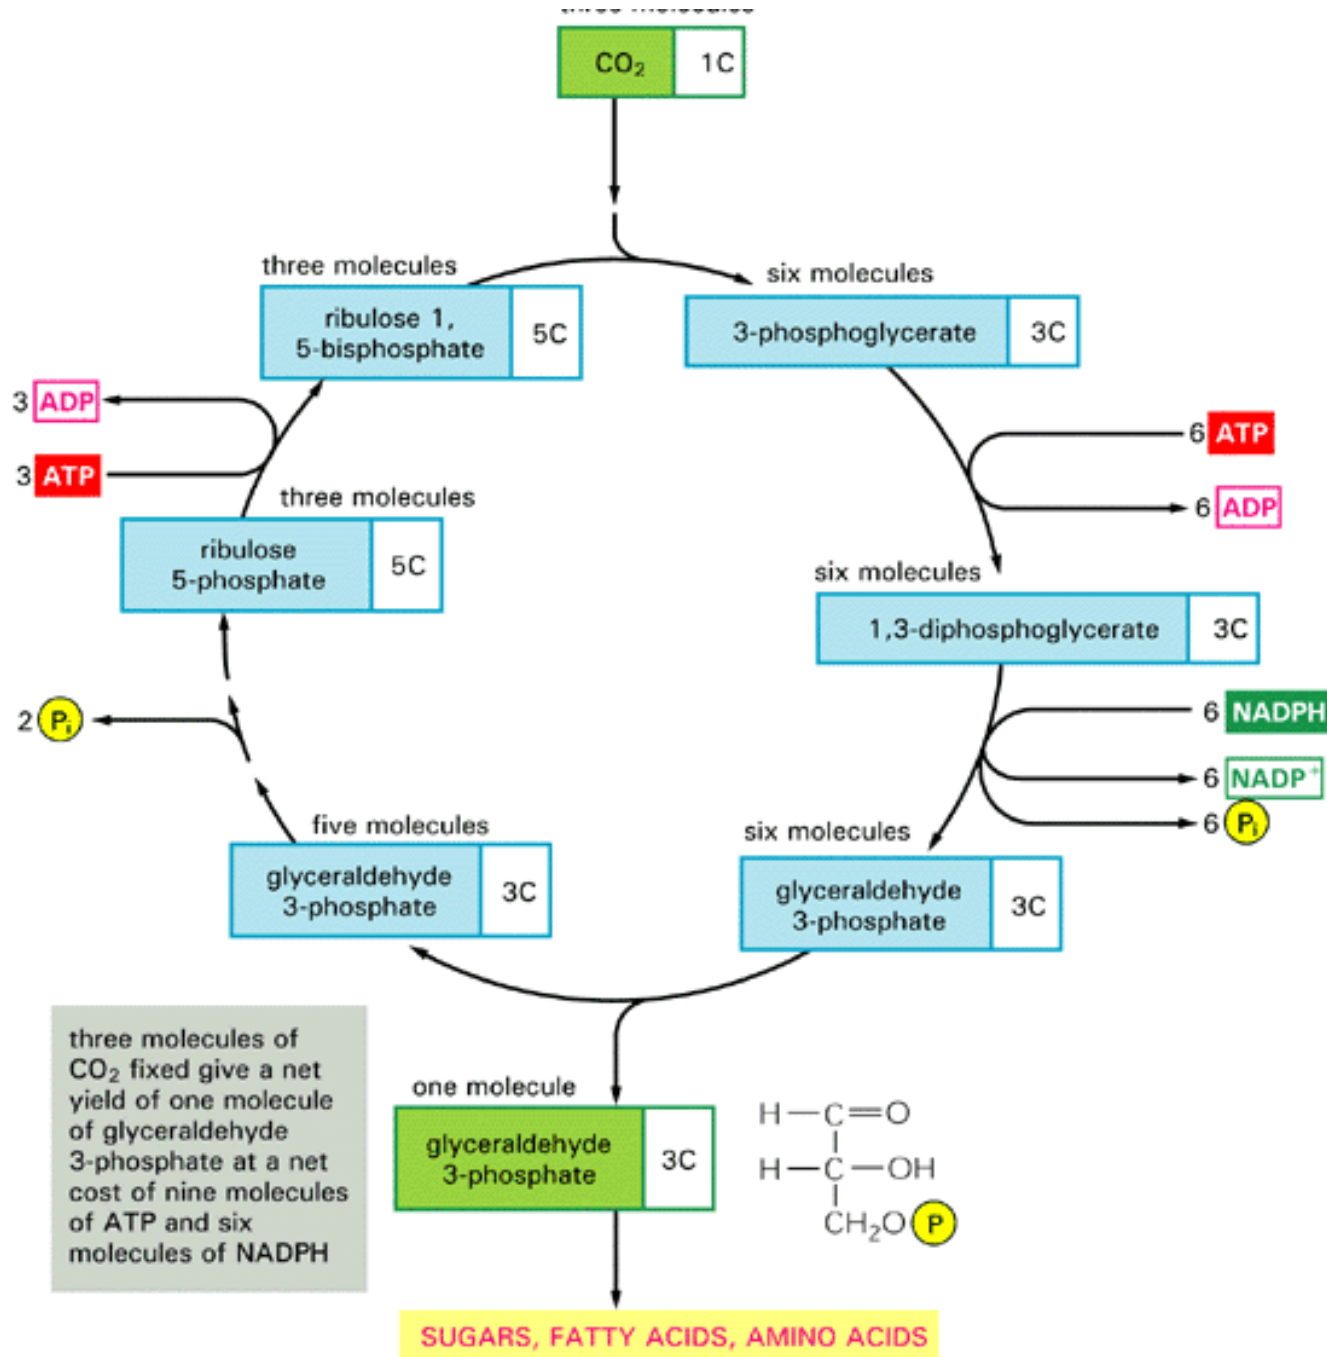 three molecules
CO₂ 1C
three molecules
ribulose 1,
5-bisphosphate
5C
six molecules
3-phosphoglycerate 3C
3 ADP
3 ATP
6 ATP
6 ADP
three molecules
ribulose
5-phosphate
5C
six molecules
1,3-diphosphoglycerate 3C
2 Pi
6 NADPH
6 NADP⁺
6 Pi
five molecules
glyceraldehyde
3-phosphate
3C
six molecules
glyceraldehyde
3-phosphate
3C
three molecules of
CO₂ fixed give a net
yield of one molecule
of glyceraldehyde
3-phosphate at a net
cost of nine molecules
of ATP and six
molecules of NADPH
one molecule
glyceraldehyde
3-phosphate
3C
H—C=O
H—C—OH
CH₂O P
SUGARS, FATTY ACIDS, AMINO ACIDS